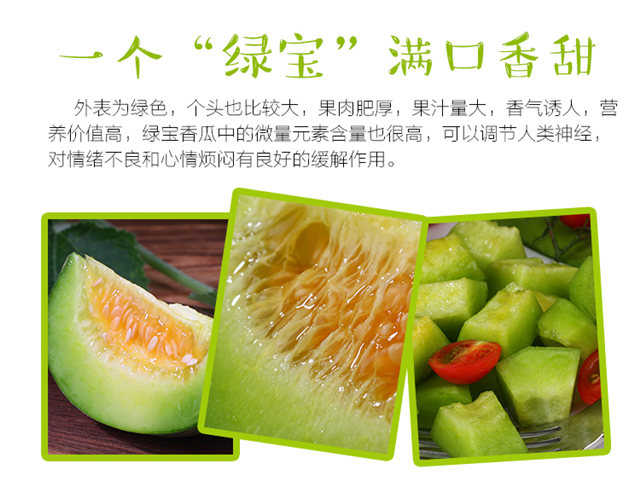 一个“绿宝”满口香甜
外表为绿色，个头也比较大，果肉肥厚，果汁量大，香气诱人，营
养价值高，绿宝香瓜中的微量元素含量也很高，可以调节人类神经，
对情绪不良和心情烦闷有良好的缓解作用。